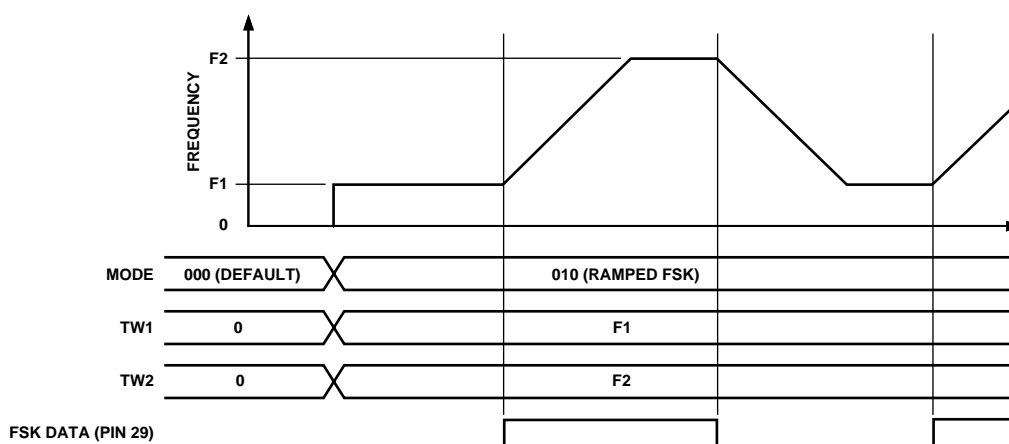 F2
FREQUENCY
F1
0
MODE
000 (DEFAULT)
010 (RAMPED FSK)
TW1
0
F1
TW2
0
F2
FSK DATA (PIN 29)